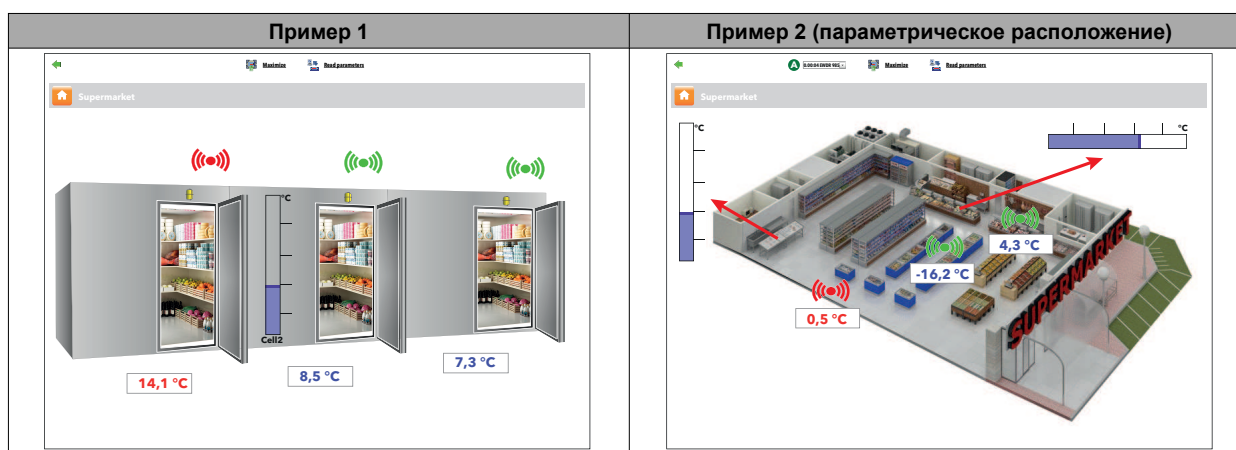 Пример 1
Пример 2 (параметрическое расположение)
Maximize
Read parameters
Supermarket
°C
Cell2
14,1 °C
8,5 °C
7,3 °C
A
Maximize
Read parameters
Supermarket
°C
°C
4,3 °C
-16,2 °C
0,5 °C
SUPERMARKET